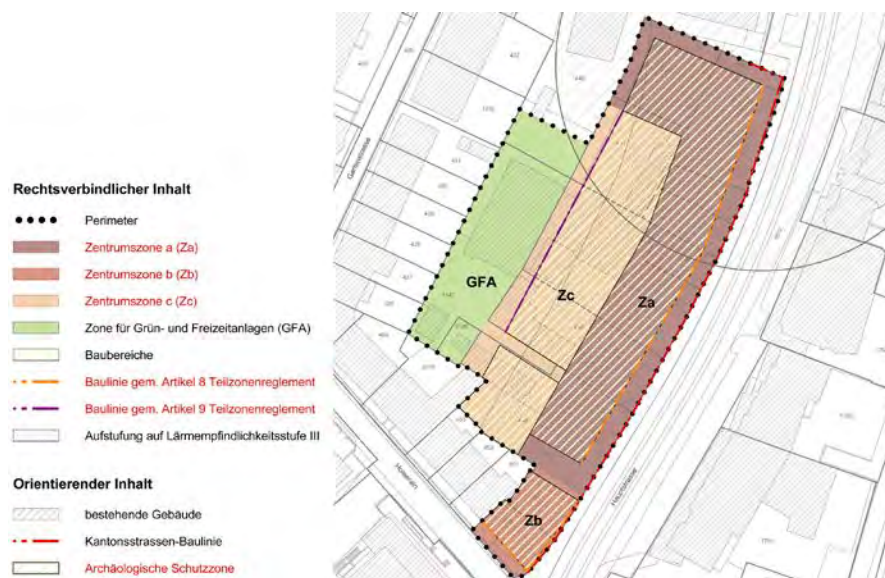 Rechtsverbindlicher Inhalt
Perimeter
Zentrumszone a (Za)
Zentrumszone b (Zb)
Zentrumszone c (Zc)
Zone für Grün- und Freizeitanlagen (GFA)
Baubereiche
Baulinie gem. Artikel 8 Teilzonenreglement
Baulinie gem. Artikel 9 Teilzonenreglement
Aufstufung auf Lärmempfindlichkeitsstufe III
Orientierender Inhalt
bestehende Gebäude
Kantonsstrassen-Baulinie
Archäologische Schutzzone
Gartenstrasse
GFA
Zc
Za
Zb
Hauptstrasse